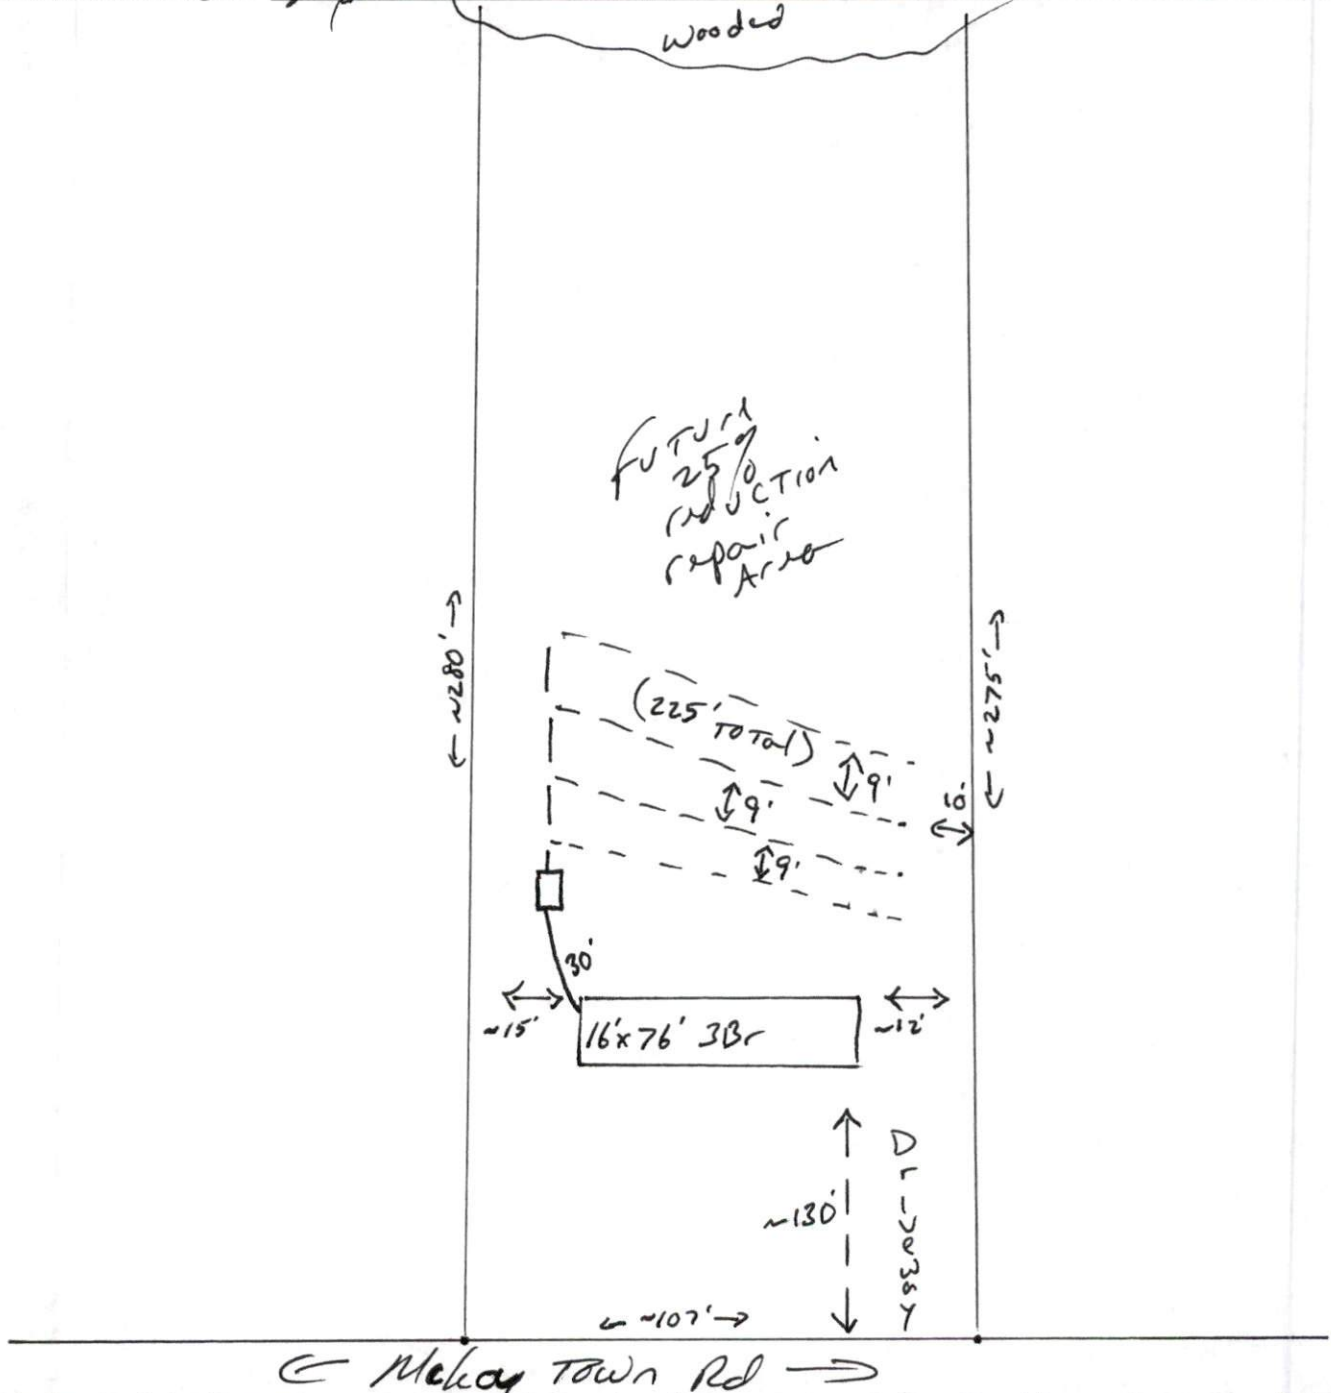 Wooded
Future
25%
reduction
repair
Area
~280'
~275'
(225' Total)
9'
9'
9'
10'
30'
~15'
16'x76' 3Br
~12'
~130'
Driveway
~107'
McKoy Town Rd